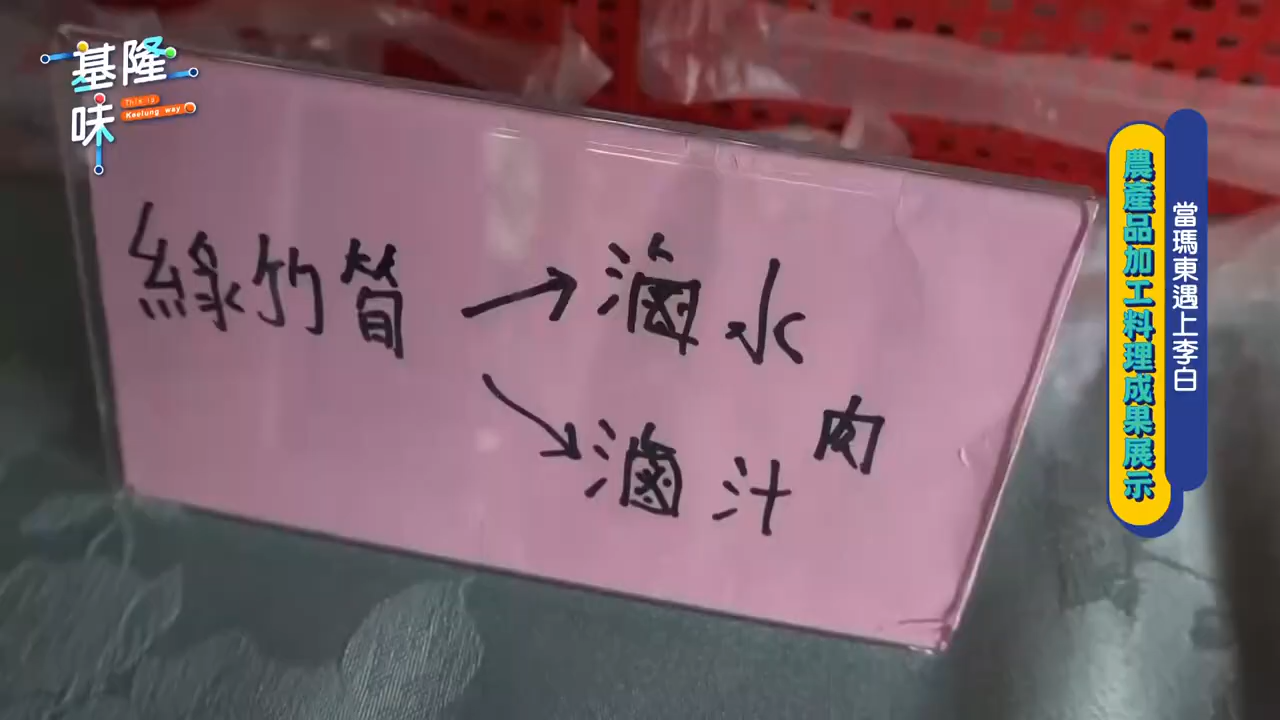 基隆
味
This is
Keelung way
綠竹筍 → 滷水
↘ 滷汁肉
當瑪東遇上李白
農產品加工料理成果展示